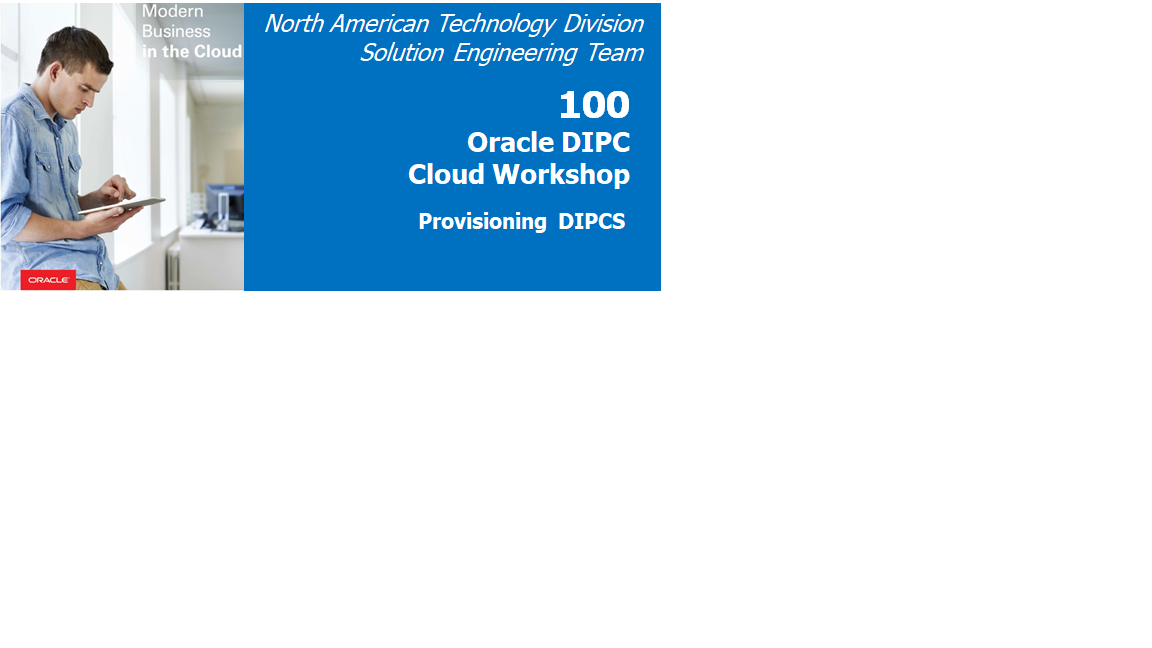 Modern
Business
in the Cloud
ORACLE
North American Technology Division
Solution Engineering Team
100
Oracle DIPC
Cloud Workshop
Provisioning DIPCS